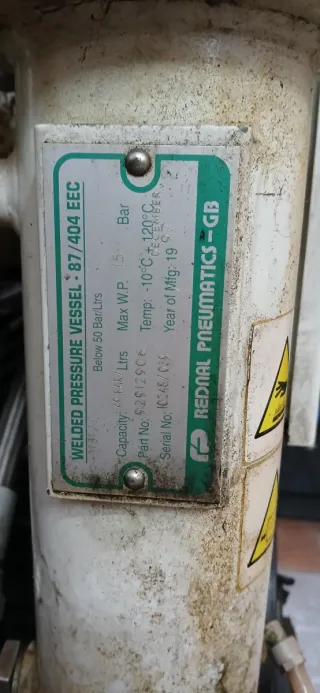 WELDED PRESSURE VESSEL - 87/404 EEC
Below 50 Bar/Ltrs
Capacity: Ltrs Max W.P. Bar
Part No: Temp: -10°C + 120°C
DECEMBER
Serial No: Year of Mfg: 19
REDNAL PNEUMATICS - GB